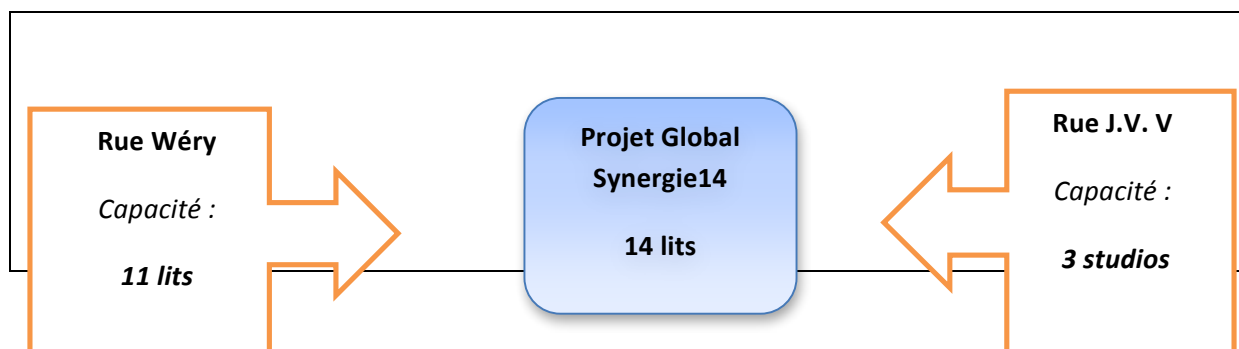 Rue Wéry
Capacité :
11 lits
Projet Global
Synergie14
14 lits
Rue J.V. V
Capacité :
3 studios